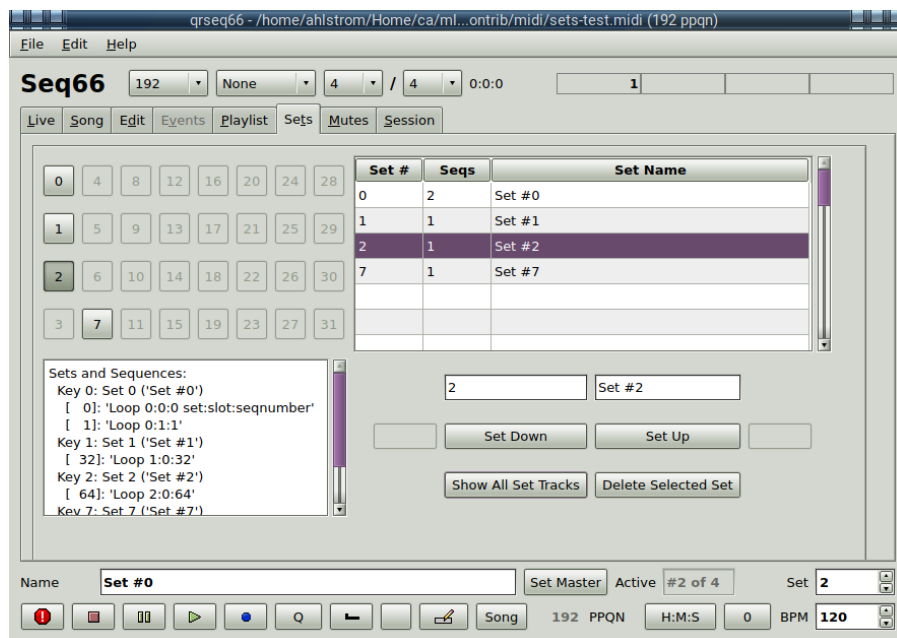 qrseq66 - /home/ahlstrom/Home/ca/ml...ontrib/midi/sets-test.midi (192 ppqn)
File Edit Help
Seq66 192 None 4 / 4 0:0:0 1
Live Song Edit Events Playlist Sets Mutes Session
0 4 8 12 16 20 24 28
1 5 9 13 17 21 25 29
2 6 10 14 18 22 26 30
3 7 11 15 19 23 27 31
Set # Seqs Set Name
0 2 Set #0
1 1 Set #1
2 1 Set #2
7 1 Set #7
Sets and Sequences:
Key 0: Set 0 ('Set #0')
[ 0]: 'Loop 0:0:0 set:slot:seqnumber'
[ 1]: 'Loop 0:1:1'
Key 1: Set 1 ('Set #1')
[ 32]: 'Loop 1:0:32'
Key 2: Set 2 ('Set #2')
[ 64]: 'Loop 2:0:64'
Key 7: Set 7 ('Set #7')
2 Set #2
Set Down Set Up
Show All Set Tracks Delete Selected Set
Name Set #0 Set Master Active #2 of 4 Set 2
Q Song 192 PPQN H:M:S 0 BPM 120